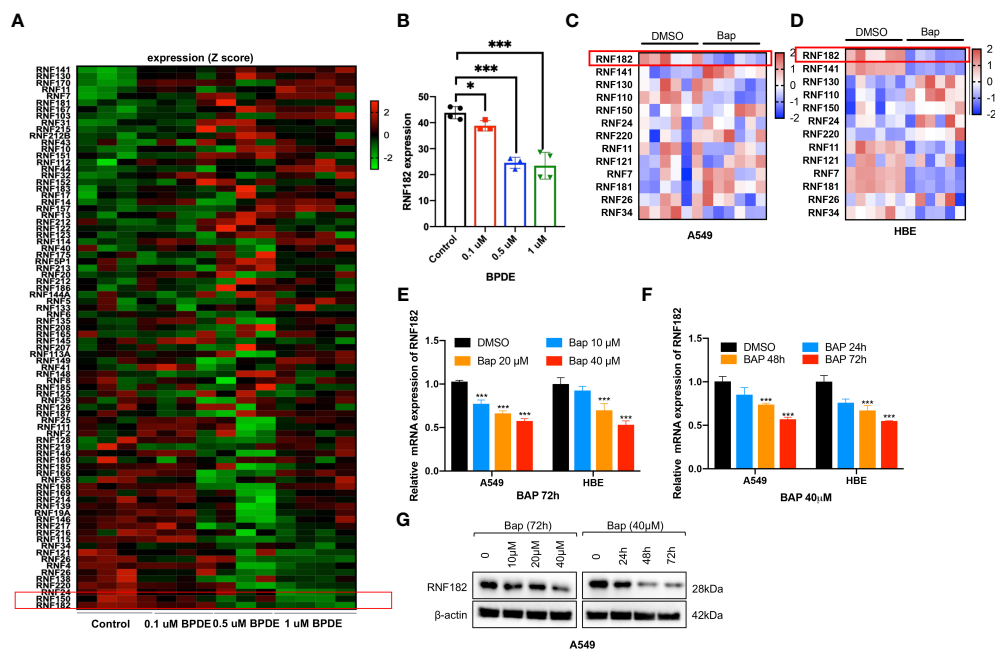 A
expression (Z score)
RNF141
RNF130
RNF170
RNF11
RNF7
RNF181
RNF167
RNF103
RNF31
RNF215
RNF212B
RNF43
RNF10
RNF151
RNF112
RNF44
RNF32
RNF152
RNF183
RNF17
RNF14
RNF157
RNF13
RNF212
RNF122
RNF123
RNF114
RNF40
RNF175
RNF5P1
RNF213
RNF20
RNF212
RNF186
RNF144A
RNF5
RNF133
RNF6
RNF135
RNF208
RNF165
RNF145
RNF207
RNF113A
RNF149
RNF41
RNF148
RNF8
RNF185
RNF125
RNF39
RNF126
RNF187
RNF25
RNF111
RNF2
RNF128
RNF219
RNF146
RNF180
RNF185
RNF166
RNF38
RNF168
RNF169
RNF214
RNF139
RNF19A
RNF146
RNF217
RNF216
RNF115
RNF34
RNF121
RNF26
RNF4
RNF26
RNF138
RNF220
RNF24
RNF150
RNF182
Control 0.1 uM BPDE 0.5 uM BPDE 1 uM BPDE
2
0
-2
B
RNF182 expression
50
40
30
20
10
0
***
***
*
Control
0.1 uM
0.5 uM
1 uM
BPDE
C
DMSO Bap
RNF182
RNF141
RNF130
RNF110
RNF150
RNF24
RNF220
RNF11
RNF121
RNF7
RNF181
RNF26
RNF34
2
1
0
-1
-2
A549
D
DMSO Bap
RNF182
RNF141
RNF130
RNF110
RNF150
RNF24
RNF220
RNF11
RNF121
RNF7
RNF181
RNF26
RNF34
2
1
0
-1
-2
HBE
E
Relative mRNA expression of RNF182
DMSO Bap 10 μM
Bap 20 μM Bap 40 μM
1.5
1.0
0.5
0.0
*** *** *** *** ***
A549 HBE
BAP 72h
F
Relative mRNA expression of RNF182
DMSO BAP 24h
BAP 48h BAP 72h
1.5
1.0
0.5
0.0
*** *** *** ***
A549 HBE
BAP 40μM
G
Bap (72h) Bap (40μM)
0 10μM 20μM 40μM 0 24h 48h 72h
RNF182 28kDa
β-actin 42kDa
A549